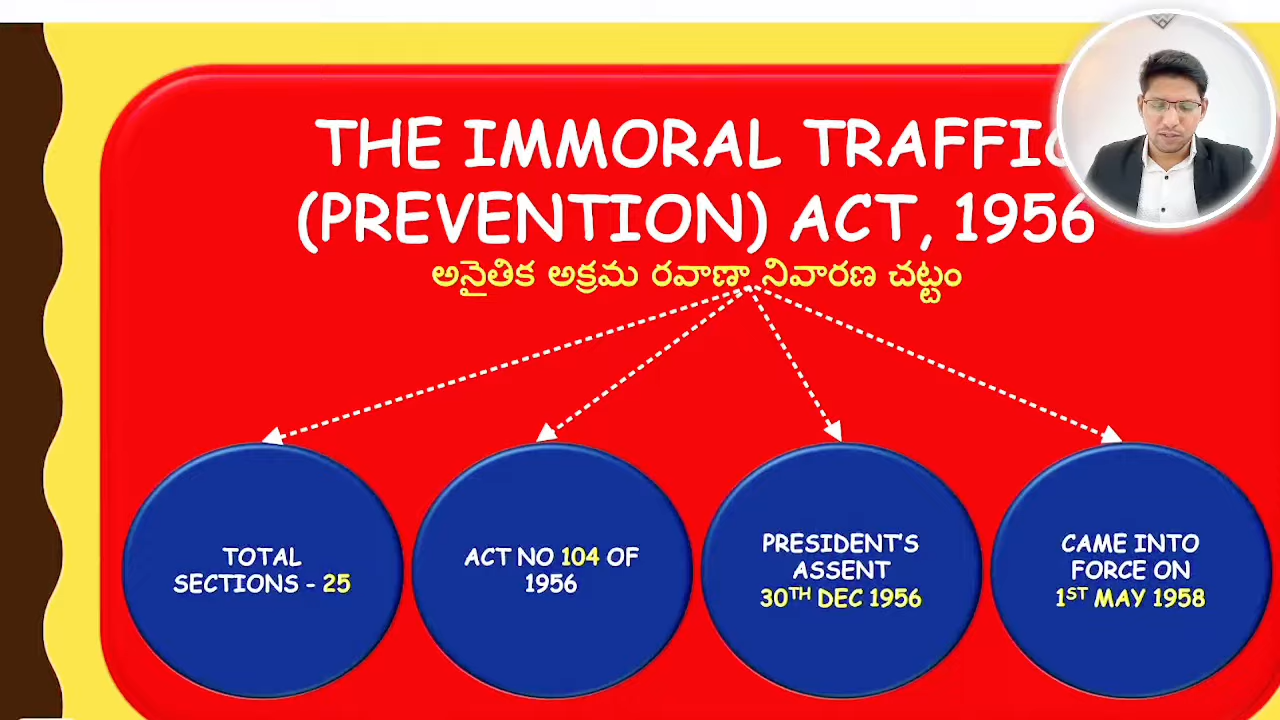 THE IMMORAL TRAFFIC
(PREVENTION) ACT, 1956
అనైతిక అక్రమ రవాణా నివారణ చట్టం
TOTAL
SECTIONS - 25
ACT NO 104 OF
1956
PRESIDENT'S
ASSENT
30TH DEC 1956
CAME INTO
FORCE ON
1ST MAY 1958